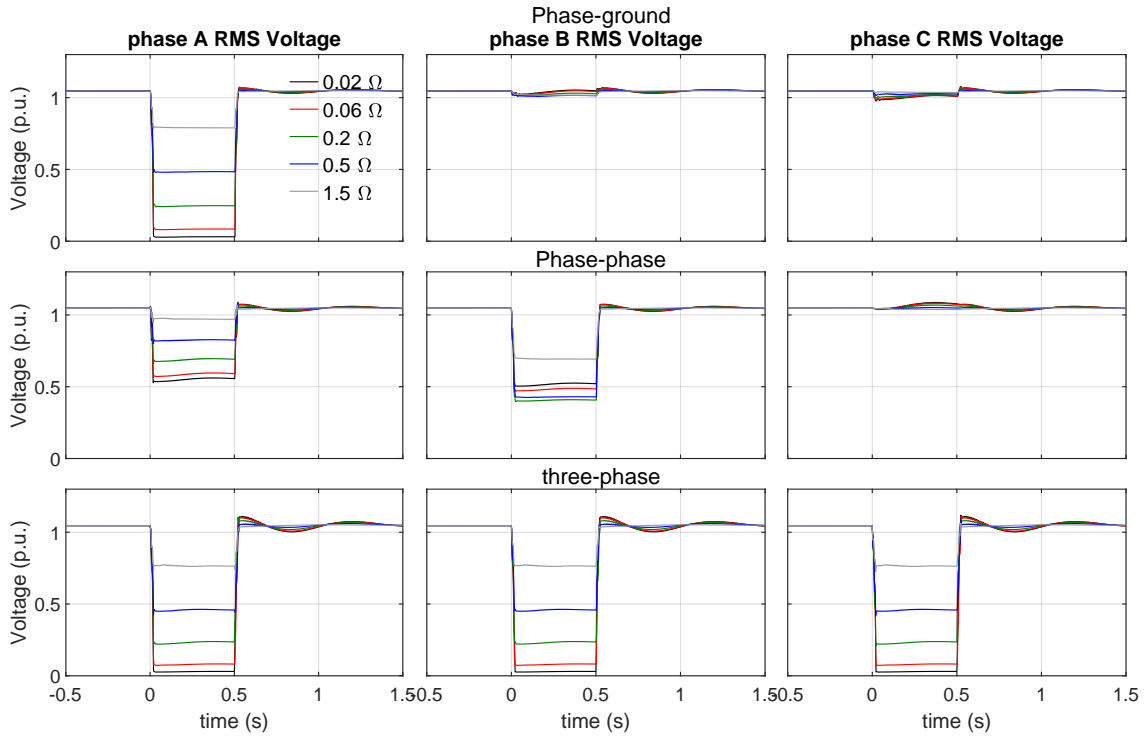 Phase-ground
phase A RMS Voltage phase B RMS Voltage phase C RMS Voltage
Voltage (p.u.)
1
0.5
0
0.02 Ω
0.06 Ω
0.2 Ω
0.5 Ω
1.5 Ω
Phase-phase
Voltage (p.u.)
1
0.5
0
three-phase
Voltage (p.u.)
1
0.5
0
-0.5 0 0.5 1 1.5 0 0.5 1 1.5 -0.5 0 0.5 1 1.5
time (s) time (s) time (s)